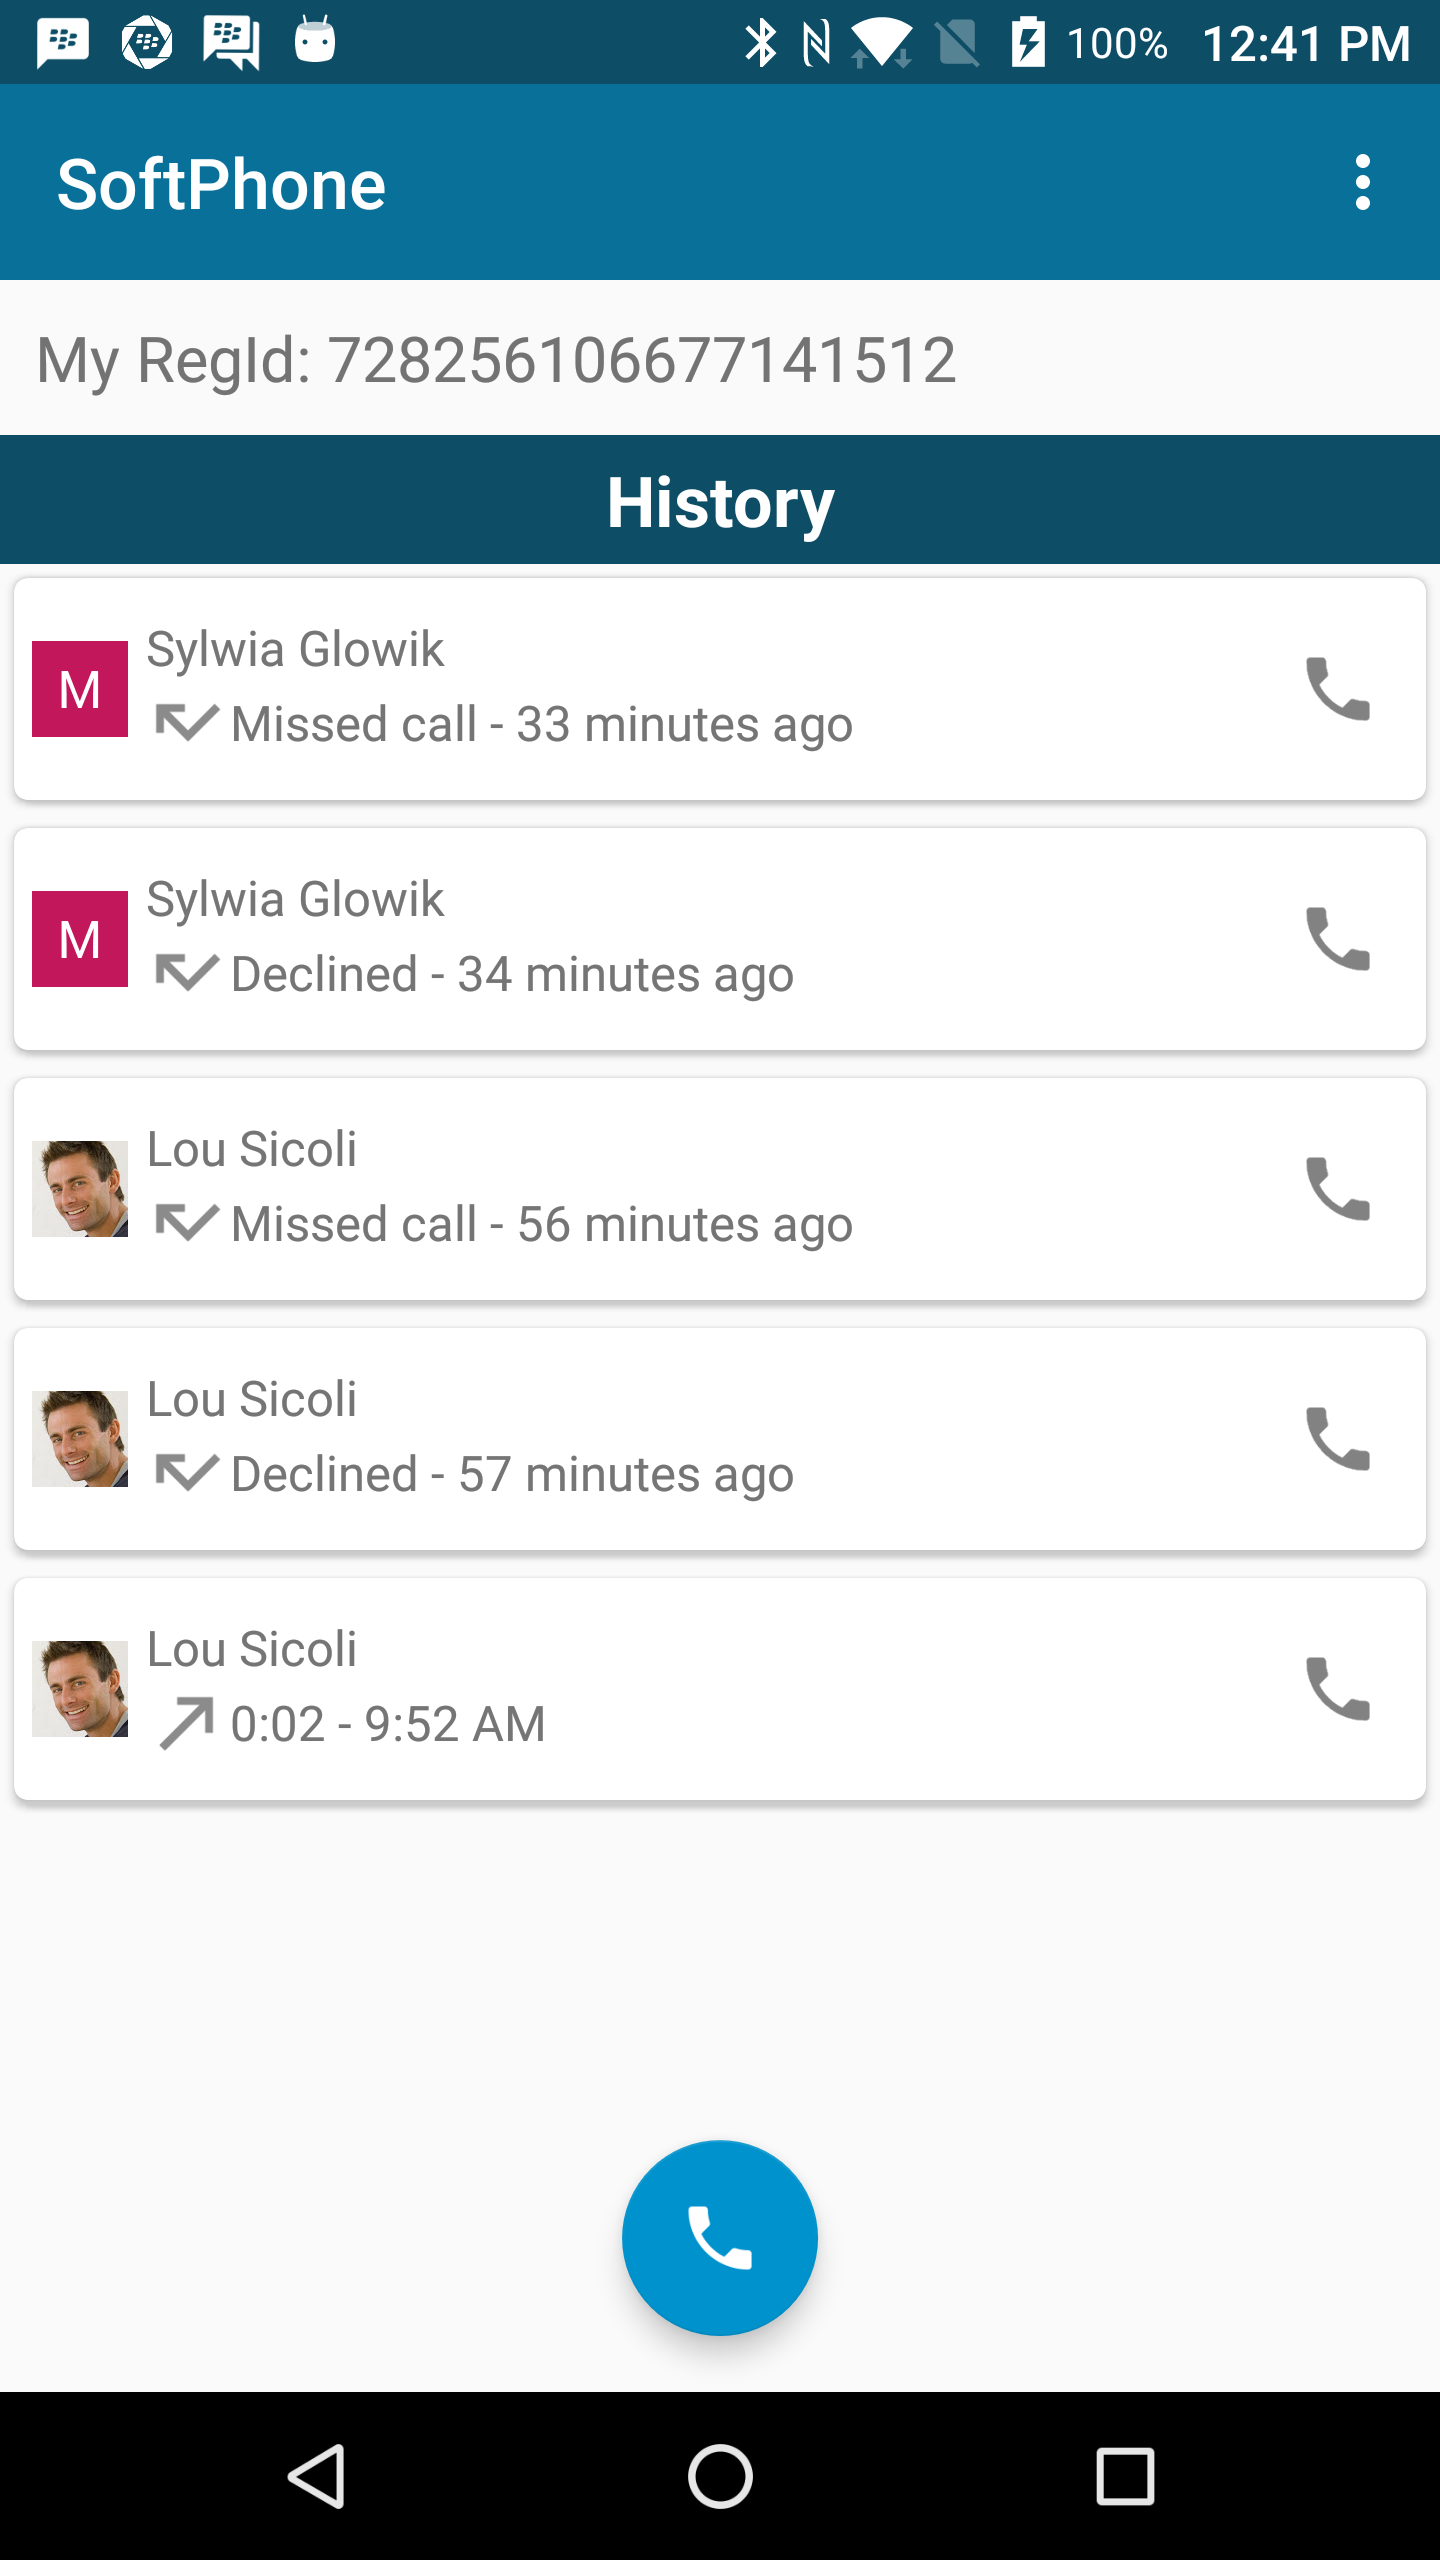 100% 12:41 PM
SoftPhone
My RegId: 728256106677141512
History
Sylwia Glowik
M
Missed call - 33 minutes ago
Sylwia Glowik
M
Declined - 34 minutes ago
Lou Sicoli
Missed call - 56 minutes ago
Lou Sicoli
Declined - 57 minutes ago
Lou Sicoli
0:02 - 9:52 AM